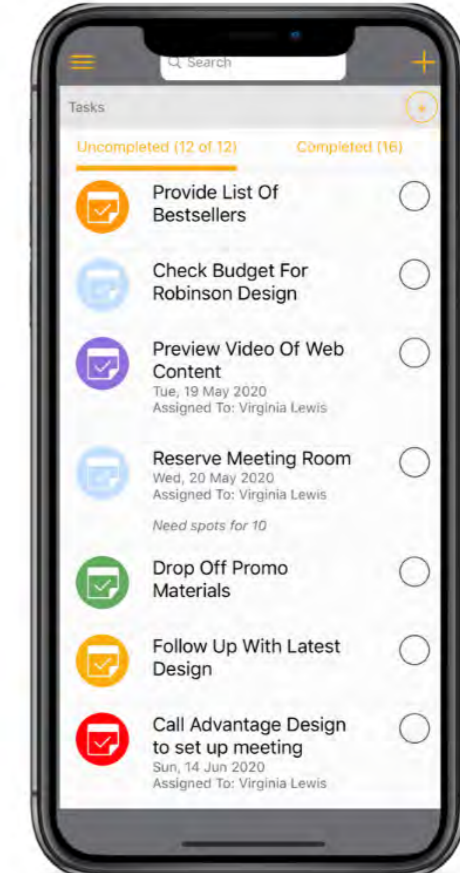 Search
Tasks
Uncompleted (12 of 12) Completed (16)
Provide List Of
Bestsellers
Check Budget For
Robinson Design
Preview Video Of Web
Content
Tue, 19 May 2020
Assigned To: Virginia Lewis
Reserve Meeting Room
Wed, 20 May 2020
Assigned To: Virginia Lewis
Need spots for 10
Drop Off Promo
Materials
Follow Up With Latest
Design
Call Advantage Design
to set up meeting
Sun, 14 Jun 2020
Assigned To: Virginia Lewis